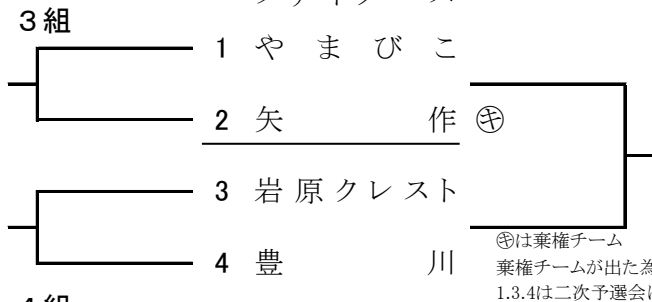 3組
1 やまびこ
2 矢作 ㋖
3 岩原クレスト
4 豊川
㋖は棄権チーム
棄権チームが出た為
1.3.4は二次予選会に